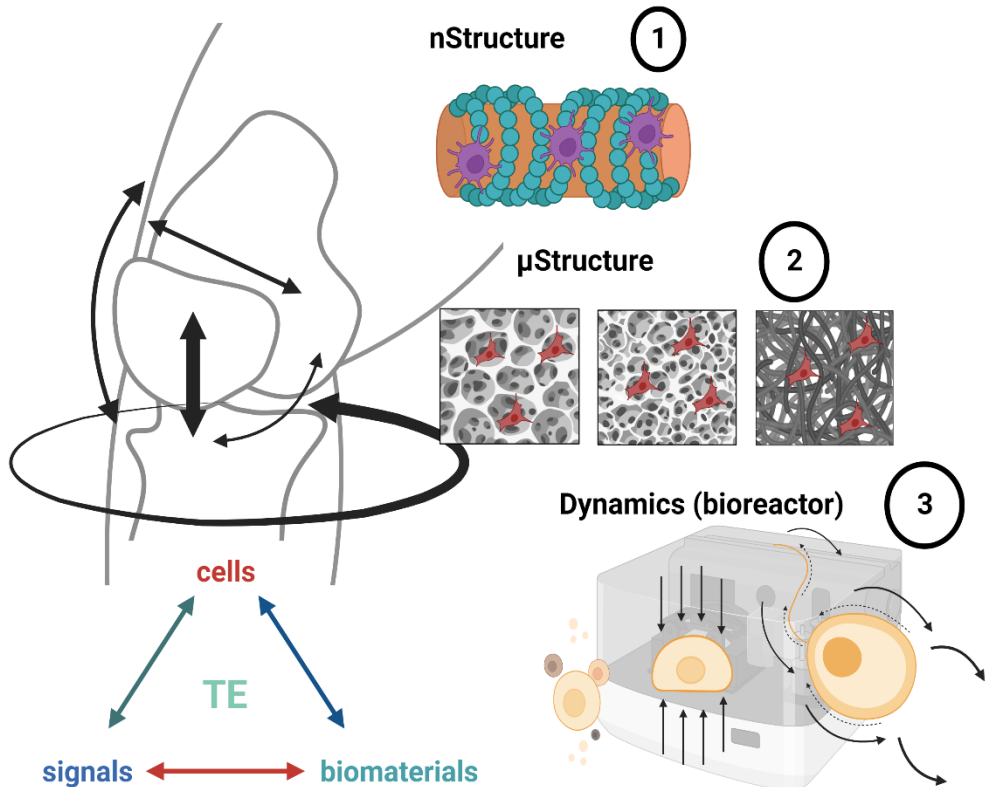 nStructure
1
µStructure
2
Dynamics (bioreactor)
3
cells
TE
signals
biomaterials